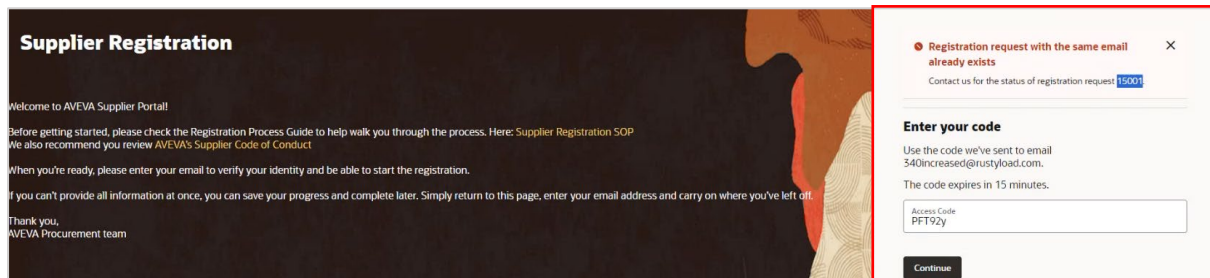 Supplier Registration
Welcome to AVEVA Supplier Portal!
Before getting started, please check the Registration Process Guide to help walk you through the process. Here: Supplier Registration SOP
We also recommend you review AVEVA's Supplier Code of Conduct
When you're ready, please enter your email to verify your identity and be able to start the registration.
If you can't provide all information at once, you can save your progress and complete later. Simply return to this page, enter your email address and carry on where you've left off.
Thank you,
AVEVA Procurement team
Registration request with the same email
already exists
Contact us for the status of registration request 15001.
Enter your code
Use the code we've sent to email
340increased@rustyload.com.
The code expires in 15 minutes.
Access Code
PFT92y
Continue